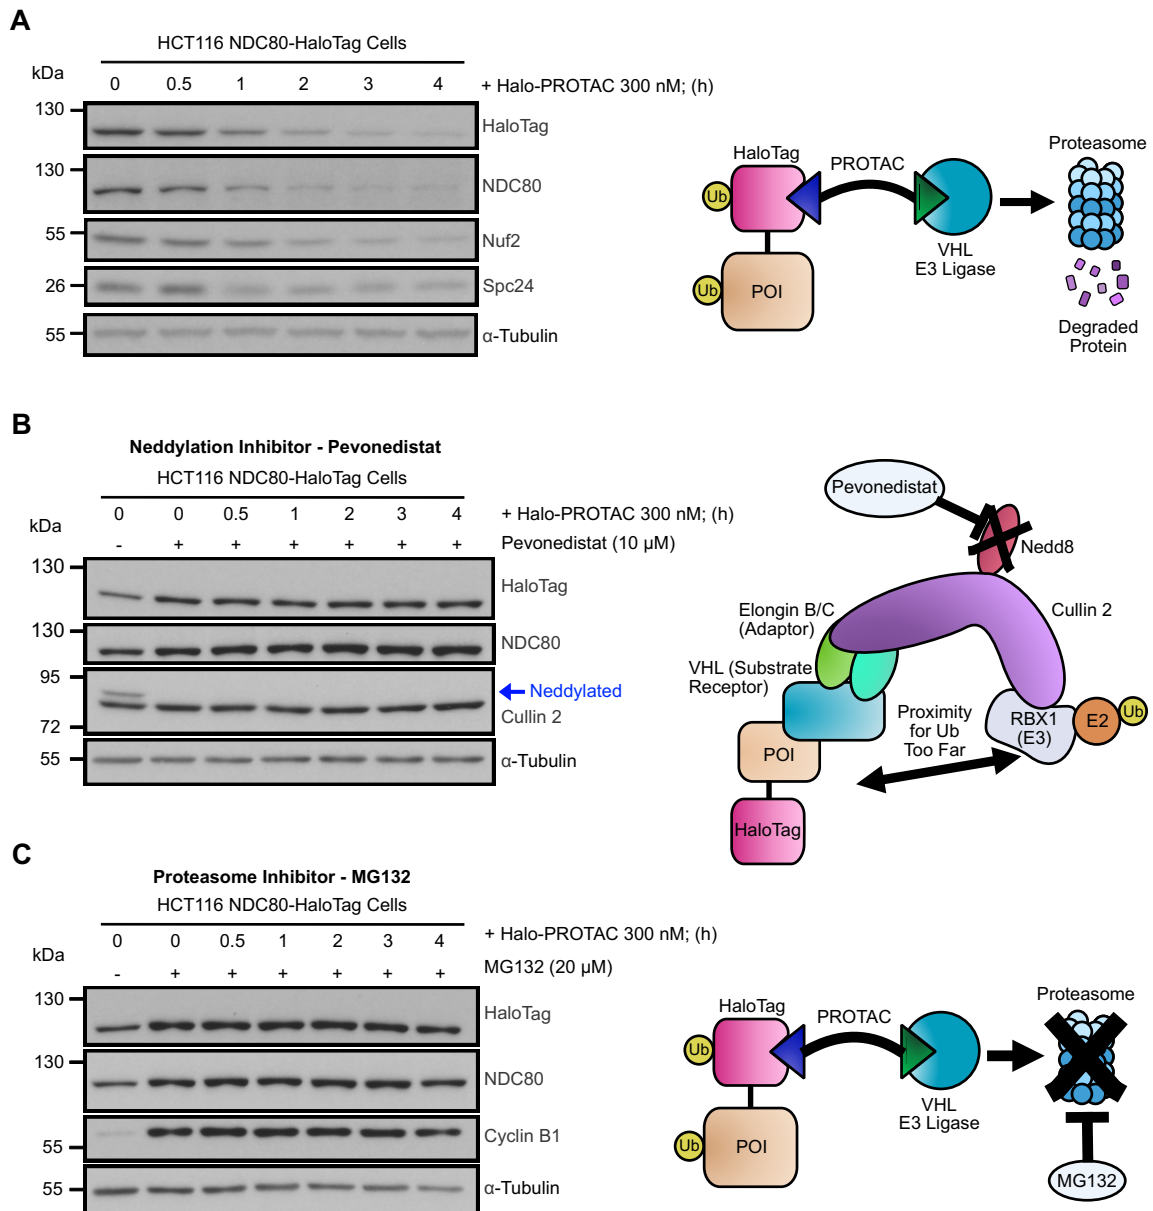 A
HCT116 NDC80-HaloTag Cells
kDa
0 0.5 1 2 3 4 + Halo-PROTAC 300 nM; (h)
130
HaloTag
130
NDC80
55
Nuf2
26
Spc24
55
α-Tubulin
HaloTag
PROTAC
Proteasome
Ub
VHL
E3 Ligase
Ub
POI
Degraded
Protein
B
Neddylation Inhibitor - Pevonedistat
HCT116 NDC80-HaloTag Cells
kDa
0 0 0.5 1 2 3 4 + Halo-PROTAC 300 nM; (h)
- + + + + + + Pevonedistat (10 µM)
130
HaloTag
130
NDC80
95
Neddylated
Cullin 2
72
55
α-Tubulin
Pevonedistat
Nedd8
Elongin B/C
(Adaptor)
Cullin 2
VHL (Substrate
Receptor)
Proximity
for Ub
Too Far
RBX1
(E3)
E2
Ub
POI
HaloTag
C
Proteasome Inhibitor - MG132
HCT116 NDC80-HaloTag Cells
kDa
0 0 0.5 1 2 3 4 + Halo-PROTAC 300 nM; (h)
- + + + + + + MG132 (20 µM)
130
HaloTag
130
NDC80
Cyclin B1
55
55
α-Tubulin
HaloTag
PROTAC
Proteasome
Ub
VHL
E3 Ligase
Ub
POI
MG132